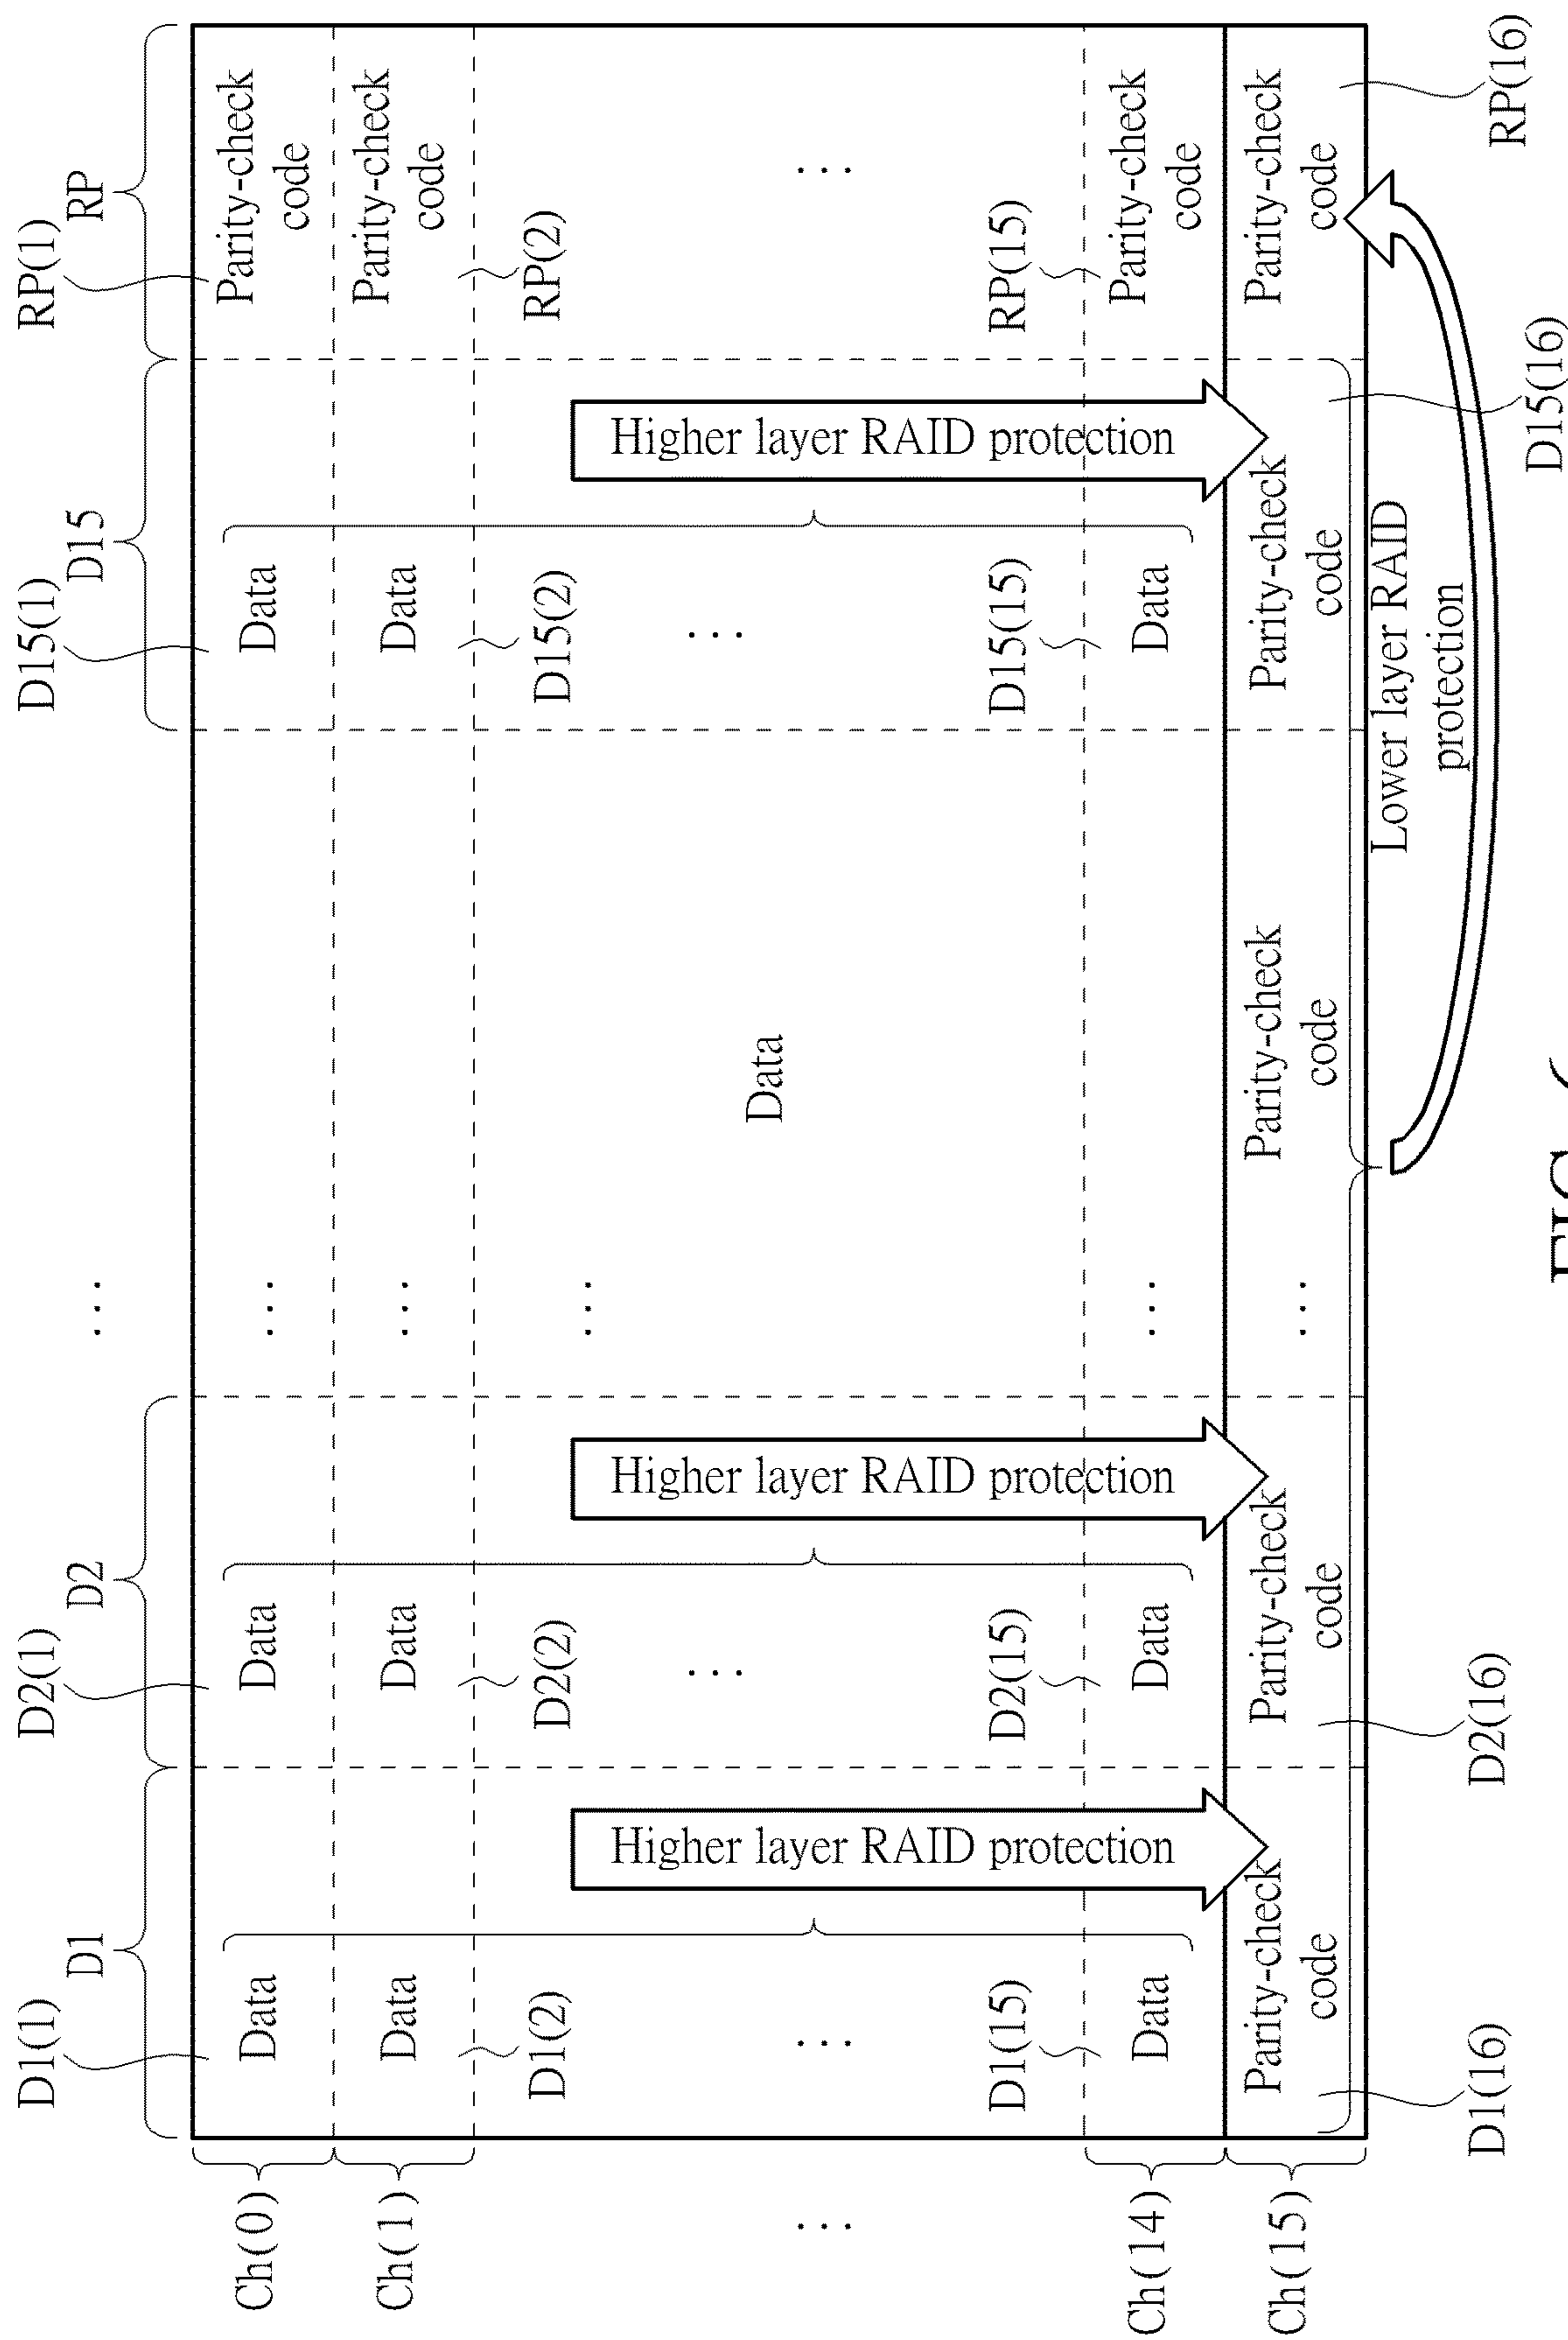 D1(1)
D2(1)
...
D15(1)
RP(1)
D1
D2
D15
RP
Ch(0)
Data
Data
...
Data
Parity-check
code
Ch(1)
Data
Data
...
Data
Parity-check
code
D1(2)
D2(2)
...
D15(2)
RP(2)
...
...
Higher layer RAID protection
...
Higher layer RAID protection
Data
...
Higher layer RAID protection
...
D1(15)
D2(15)
D15(15)
RP(15)
Ch(14)
Data
Data
...
Data
Parity-check
code
Ch(15)
Parity-check
code
Parity-check
code
...
Parity-check
code
Parity-check
code
Parity-check
code
Lower layer RAID
protection
D1(16)
D2(16)
D15(16)
RP(16)